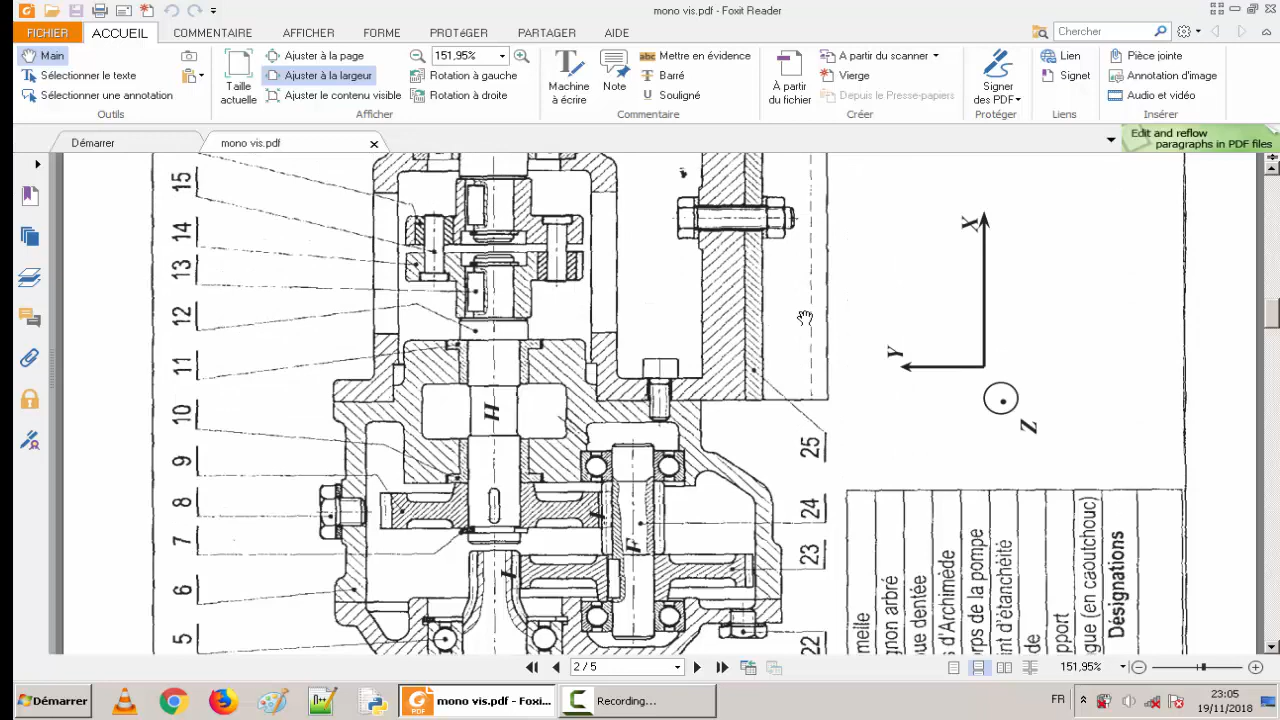 mono vis.pdf - Foxit Reader
FICHIER
ACCUEIL
COMMENTAIRE
AFFICHER
FORME
PROTéGER
PARTAGER
AIDE
Chercher
Main
Sélectionner le texte
Sélectionner une annotation
Outils
Taille
actuelle
Ajuster à la page
Ajuster à la largeur
Ajuster le contenu visible
151,95%
Rotation à gauche
Rotation à droite
Afficher
Machine
à écrire
Note
Mettre en évidence
Barré
Souligné
Commentaire
A partir
du fichier
A partir du scanner
Vierge
Depuis le Presse-papiers
Créer
Signer
des PDF
Protéger
Lien
Signet
Liens
Pièce jointe
Annotation d'image
Audio et vidéo
Insérer
Démarrer
mono vis.pdf
Edit and reflow
paragraphs in PDF files
15
14
13
12
11
10
9
8
7
6
5
H
F
I
I
X
Y
Z
25
24
23
22
melle
gnon arbré
ue dentée
d'Archimède
rps de la pompe
nt d'étanchéité
de
pport
gue (en caoutchouc)
Désignations
2 / 5
151,95%
Démarrer
mono vis.pdf - Foxi...
Recording...
FR
23:05
19/11/2018